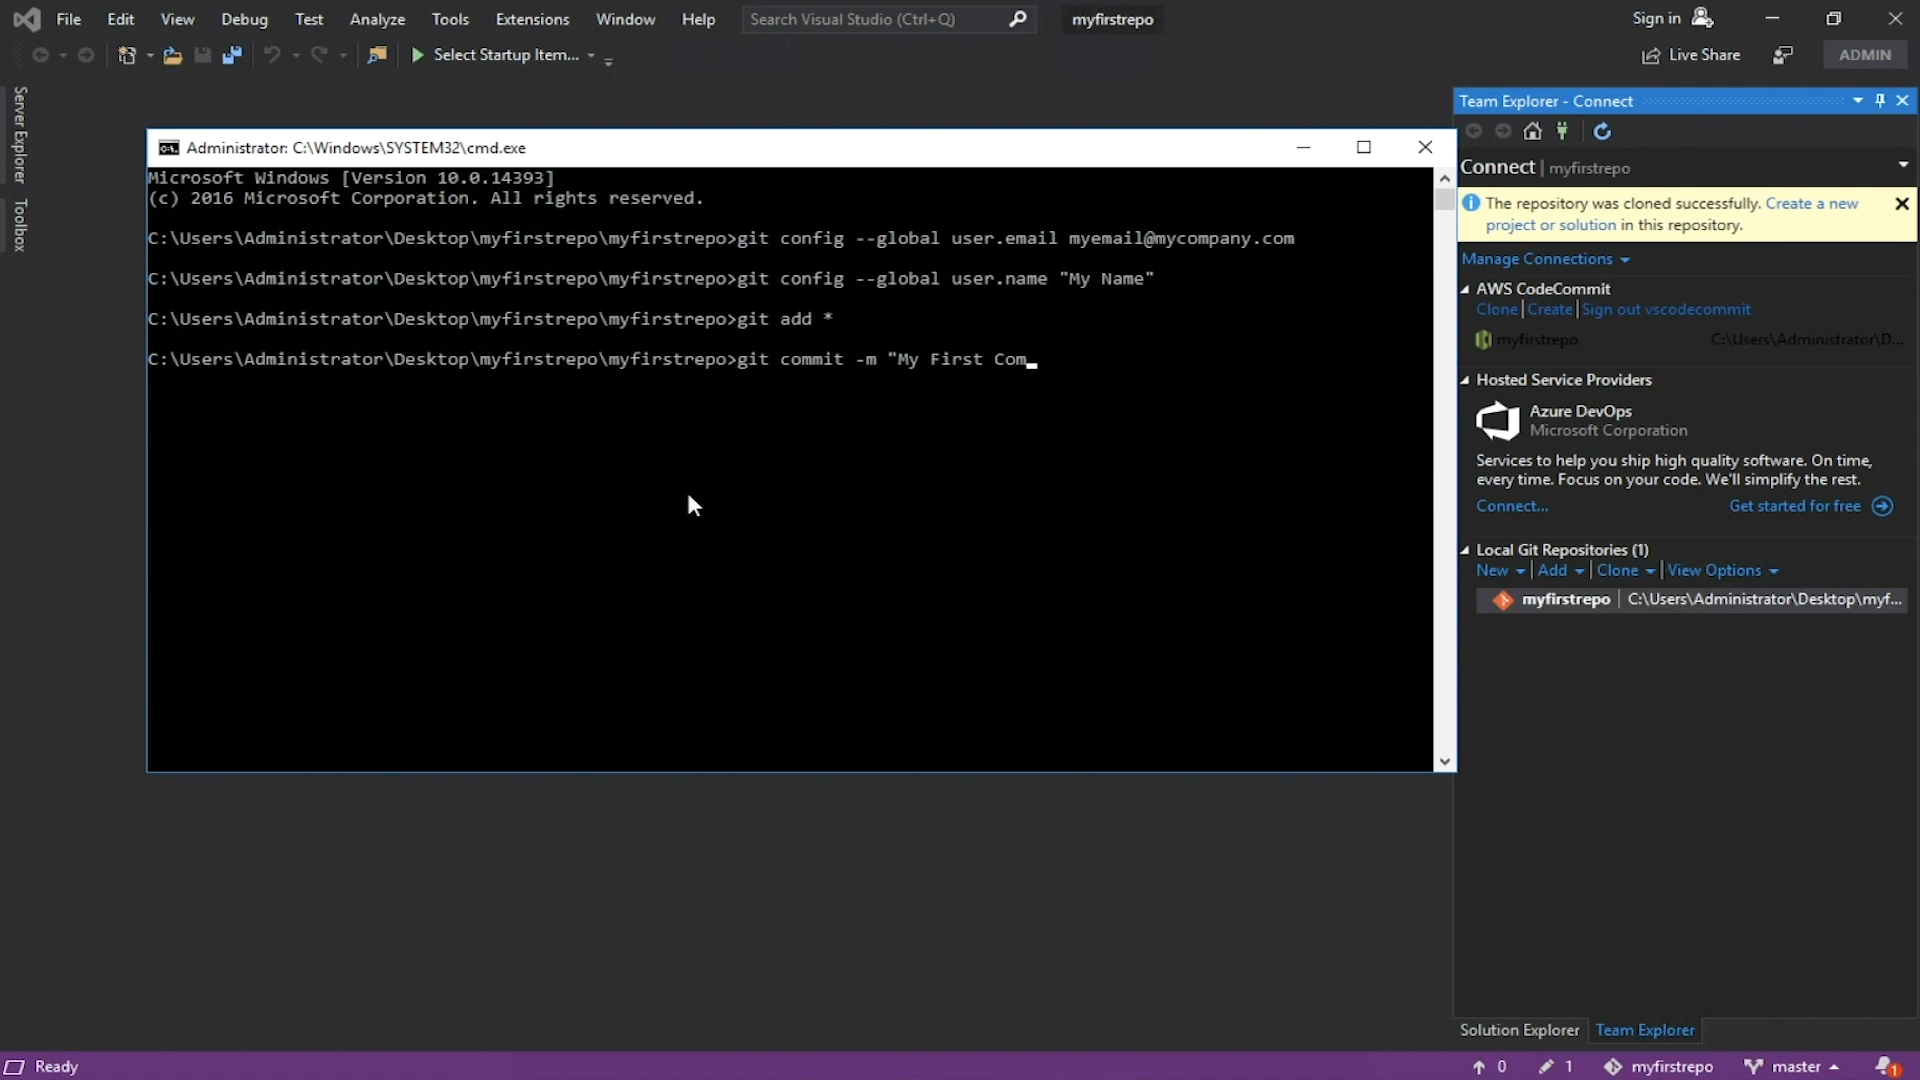 File Edit View Debug Test Analyze Tools Extensions Window Help Search Visual Studio (Ctrl+Q) myfirstrepo Sign in
Select Startup Item... Live Share ADMIN
Server Explorer
Toolbox
Administrator: C:\Windows\SYSTEM32\cmd.exe
Microsoft Windows [Version 10.0.14393]
(c) 2016 Microsoft Corporation. All rights reserved.
C:\Users\Administrator\Desktop\myfirstrepo\myfirstrepo>git config --global user.email myemail@mycompany.com
C:\Users\Administrator\Desktop\myfirstrepo\myfirstrepo>git config --global user.name "My Name"
C:\Users\Administrator\Desktop\myfirstrepo\myfirstrepo>git add *
C:\Users\Administrator\Desktop\myfirstrepo\myfirstrepo>git commit -m "My First Com_
Team Explorer - Connect
Connect | myfirstrepo
The repository was cloned successfully. Create a new
project or solution in this repository.
Manage Connections
AWS CodeCommit
Clone | Create | Sign out vscodecommit
myfirstrepo C:\Users\Administrator\D...
Hosted Service Providers
Azure DevOps
Microsoft Corporation
Services to help you ship high quality software. On time,
every time. Focus on your code. We'll simplify the rest.
Connect... Get started for free
Local Git Repositories (1)
New | Add | Clone | View Options
myfirstrepo | C:\Users\Administrator\Desktop\myf...
Solution Explorer Team Explorer
Ready 0 1 myfirstrepo master 1